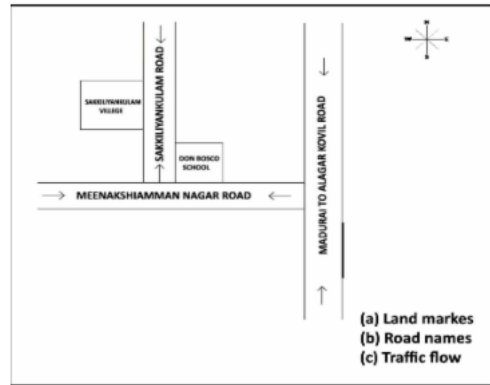 N
W E
S
SAKKILIYANKULAM ROAD
SAKKILIYANKULAM
VILLEGE
DON BOSCO
SCHOOL
MADURAI TO ALAGAR KOVIL ROAD
MEENAKSHIAMMAN NAGAR ROAD
(a) Land markes
(b) Road names
(c) Traffic flow